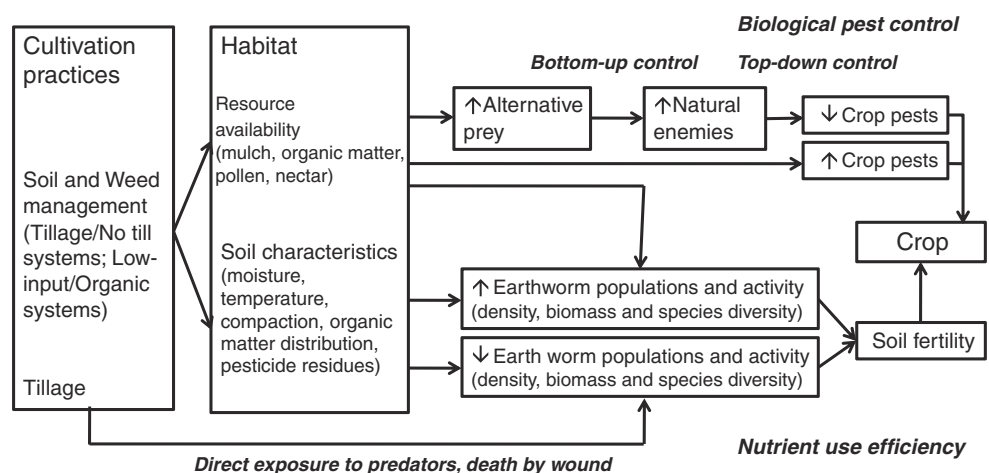 Cultivation
practices
Soil and Weed
management
(Tillage/No till
systems; Low-
input/Organic
systems)
Tillage
Habitat
Resource
availability
(mulch, organic matter,
pollen, nectar)
Soil characteristics
(moisture,
temperature,
compaction, organic
matter distribution,
pesticide residues)
Biological pest control
Bottom-up control
Top-down control
↑Alternative
prey
↑Natural
enemies
↓ Crop pests
↑ Crop pests
Crop
↑ Earthworm populations and activity
(density, biomass and species diversity)
↓ Earth worm populations and activity
(density, biomass and species diversity)
Soil fertility
Nutrient use efficiency
Direct exposure to predators, death by wound